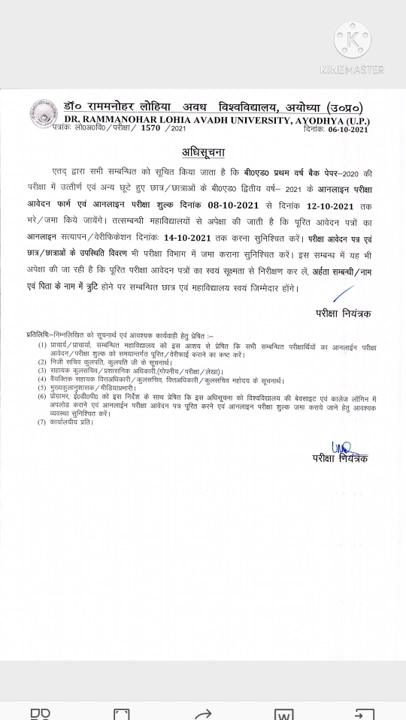 KINEMASTER
डॉ० राममनोहर लोहिया अवध विश्वविद्यालय, अयोध्या (उ०प्र०)
DR. RAMMANOHAR LOHIA AVADH UNIVERSITY, AYODHYA (U.P.)
पत्रांकः लो०अ०वि०/परीक्षा/ 1570 /2021 दिनांकः 06-10-2021
अधिसूचना
एतद् द्वारा सभी सम्बन्धित को सूचित किया जाता है कि बी०एड० प्रथम वर्ष बैक पेपर–2020 की
परीक्षा में उत्तीर्ण एवं अन्य छूटे हुए छात्र/छात्राओं के बी०एड० द्वितीय वर्ष– 2021 के आनलाइन परीक्षा
आवेदन फार्म एवं आनलाइन परीक्षा शुल्क दिनांक 08-10-2021 से दिनांक 12-10-2021 तक
भरे/जमा किये जायेंगे। तत्सम्बन्धी महाविद्यालयों से अपेक्षा की जाती है कि पूरित आवेदन पत्रों का
आनलाइन सत्यापन/वेरीफिकेशन दिनांकः 14-10-2021 तक करना सुनिश्चित करें। परीक्षा आवेदन पत्र एवं
छात्र/छात्राओं के उपस्थिति विवरण भी परीक्षा विभाग में जमा कराना सुनिश्चित करें। इस सम्बन्ध में यह भी
अपेक्षा की जा रही है कि पूरित परीक्षा आवेदन पत्रों का स्वयं सूक्ष्मता से निरीक्षण कर लें, अर्हता सम्बन्धी/नाम
एवं पिता के नाम में त्रुटि होने पर सम्बन्धित छात्र एवं महाविद्यालय स्वयं जिम्मेदार होंगे।
परीक्षा नियंत्रक
प्रतिलिपिः–निम्नलिखित को सूचनार्थ एवं आवश्यक कार्यवाही हेतु प्रेषित :–
(1) प्राचार्य/प्राचार्या, सम्बन्धित महाविद्यालय को इस आशय से प्रेषित कि सभी सम्बन्धित परीक्षार्थियों का आनलाईन परीक्षा
आवेदन/परीक्षा शुल्क को समयान्तर्गत पूरित/वेरीफाई कराने का कष्ट करें।
(2) निजी सचिव कुलपति, कुलपति जी के सूचनार्थ।
(3) सहायक कुलसचिव/प्रशासनिक अधिकारी,(गोपनीय/परीक्षा/लेखा)।
(4) वैयक्तिक सहायक वित्तअधिकारी/कुलसचिव, वित्तअधिकारी/कुलसचिव महोदय के सूचनार्थ।
(5) मुख्यकुलानुशासक/मीडियाप्रभारी।
(6) प्रोग्रामर, ई०डी०पी० को इस निर्देश के साथ प्रेषित कि इस अधिसूचना को विश्वविद्यालय की बेवसाइट एवं कालेज लॉगिन में
अपलोड कराने एवं आनलाईन परीक्षा आवेदन पत्र पूरित करने एवं आनलाइन परीक्षा शुल्क जमा कराये जाने हेतु आवश्यक
व्यवस्था सुनिश्चित करें।
(7) कार्यालयीय प्रति।
परीक्षा नियंत्रक